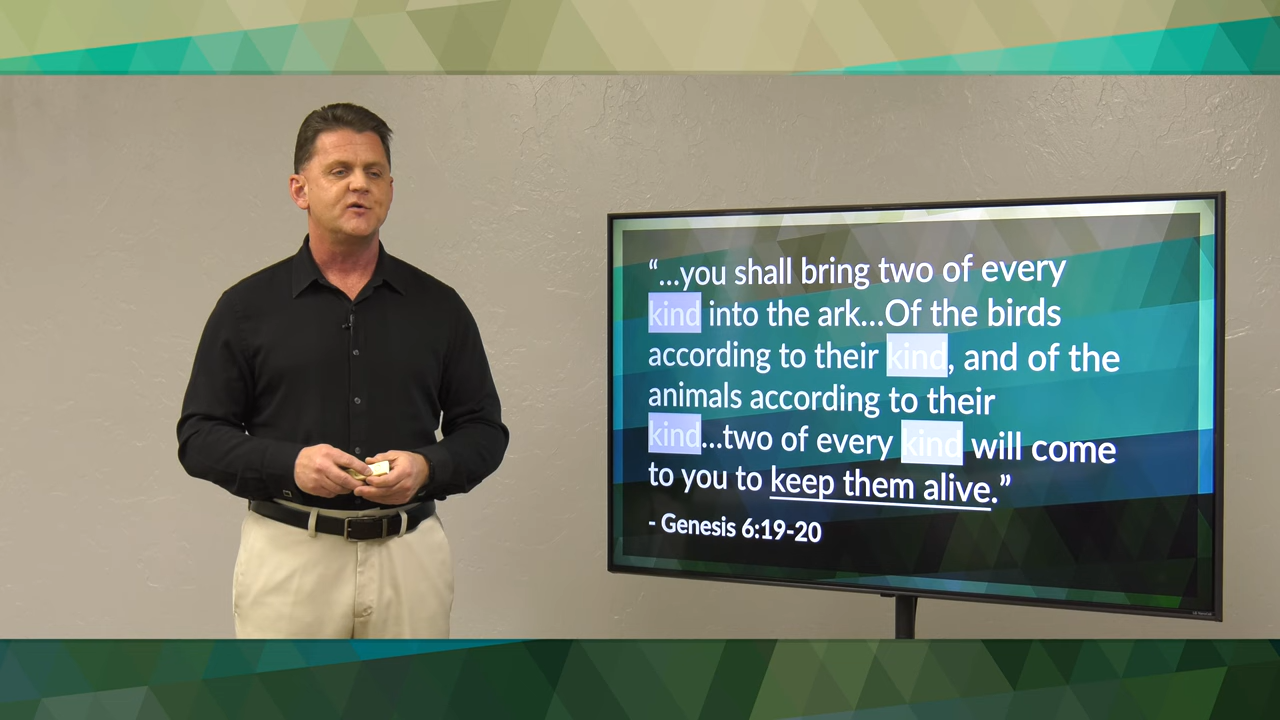 “...you shall bring two of every
kind into the ark...Of the birds
according to their kind, and of the
animals according to their
kind...two of every kind will come
to you to keep them alive.”
- Genesis 6:19-20